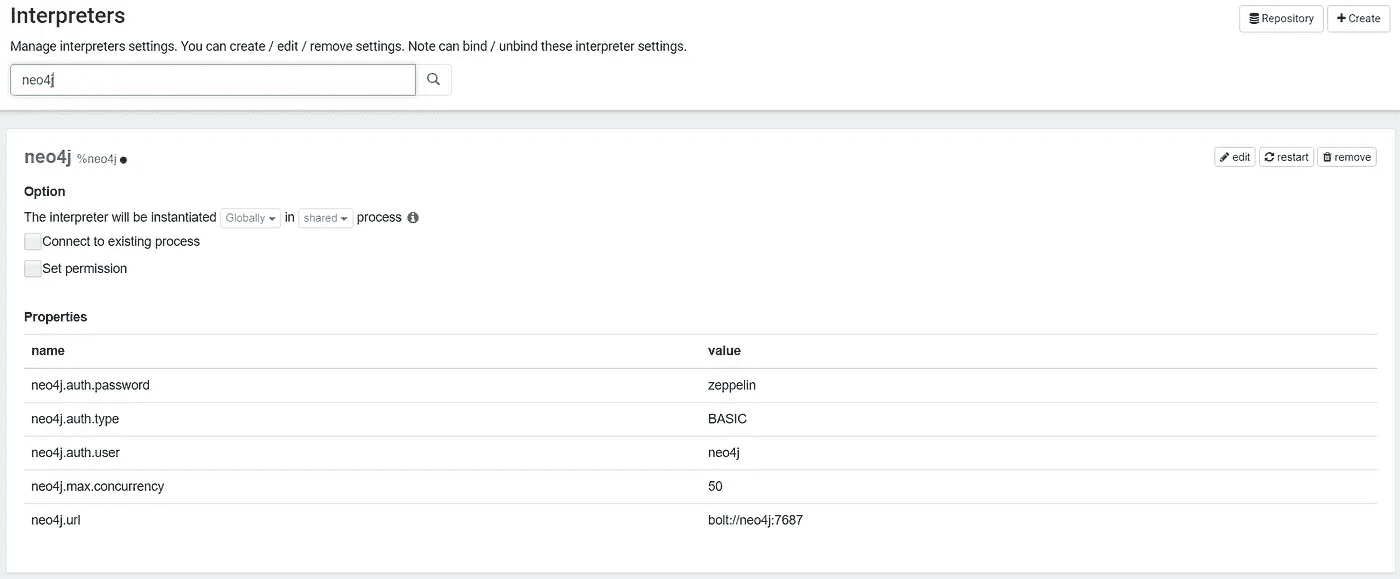 Interpreters
Repository
Create
Manage interpreters settings. You can create / edit / remove settings. Note can bind / unbind these interpreter settings.
neo4j
neo4j %neo4j
edit restart remove
Option
The interpreter will be instantiated Globally in shared process
Connect to existing process
Set permission
Properties
name value
neo4j.auth.password zeppelin
neo4j.auth.type BASIC
neo4j.auth.user neo4j
neo4j.max.concurrency 50
neo4j.url bolt://neo4j:7687